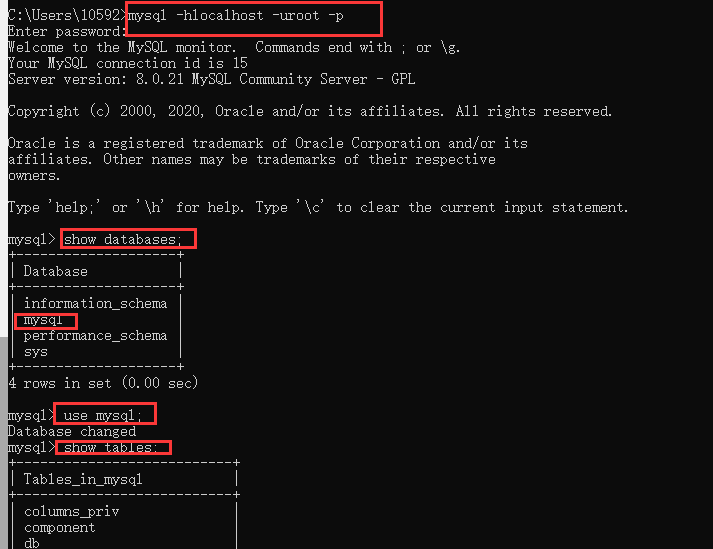 C:\Users\10592>mysql -hlocalhost -uroot -p
Enter password:
Welcome to the MySQL monitor.  Commands end with ; or \g.
Your MySQL connection id is 15
Server version: 8.0.21 MySQL Community Server - GPL
Copyright (c) 2000, 2020, Oracle and/or its affiliates. All rights reserved.
Oracle is a registered trademark of Oracle Corporation and/or its
affiliates. Other names may be trademarks of their respective
owners.
Type 'help;' or '\h' for help. Type '\c' to clear the current input statement.
mysql> show databases;
+--------------------+
| Database           |
+--------------------+
| information_schema |
| mysql              |
| performance_schema |
| sys                |
+--------------------+
4 rows in set (0.00 sec)
mysql> use mysql;
Database changed
mysql> show tables;
+---------------------------+
| Tables_in_mysql           |
+---------------------------+
| columns_priv              |
| component                 |
| db                        |